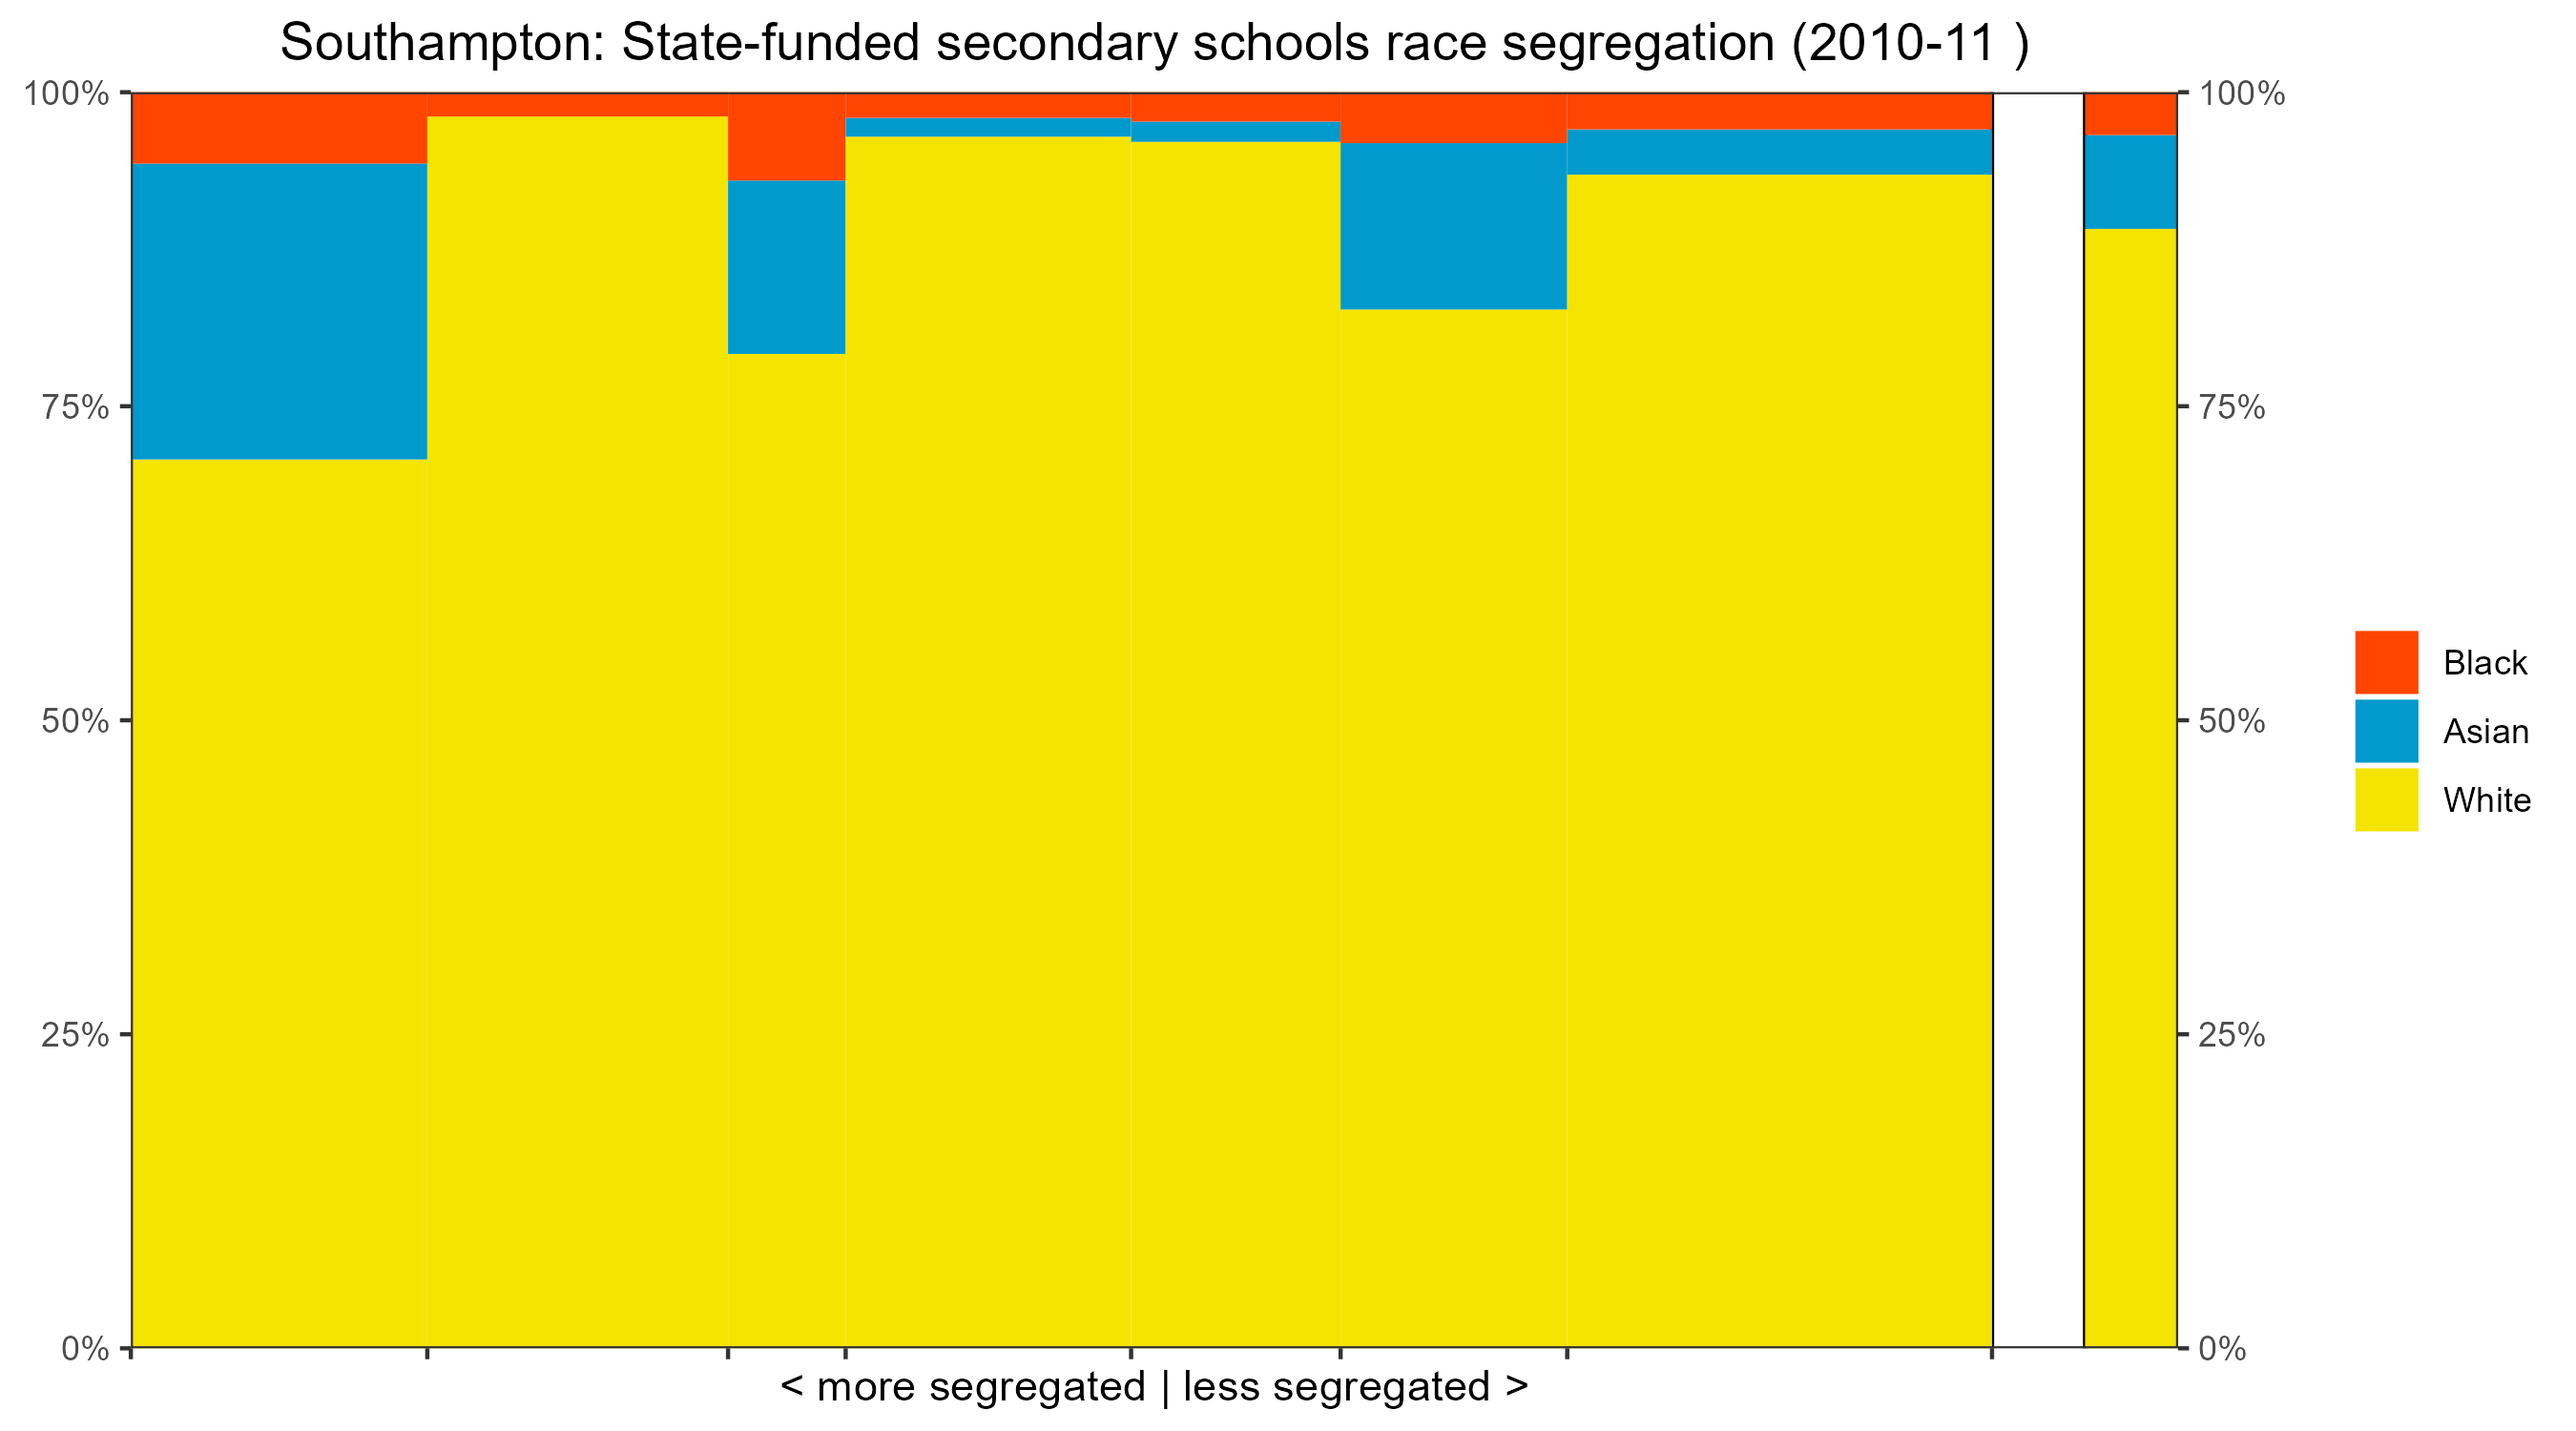 Southampton: State-funded secondary schools race segregation (2010-11 )
100%
75%
50%
25%
0%
100%
75%
50%
25%
0%
Black
Asian
White
< more segregated | less segregated >